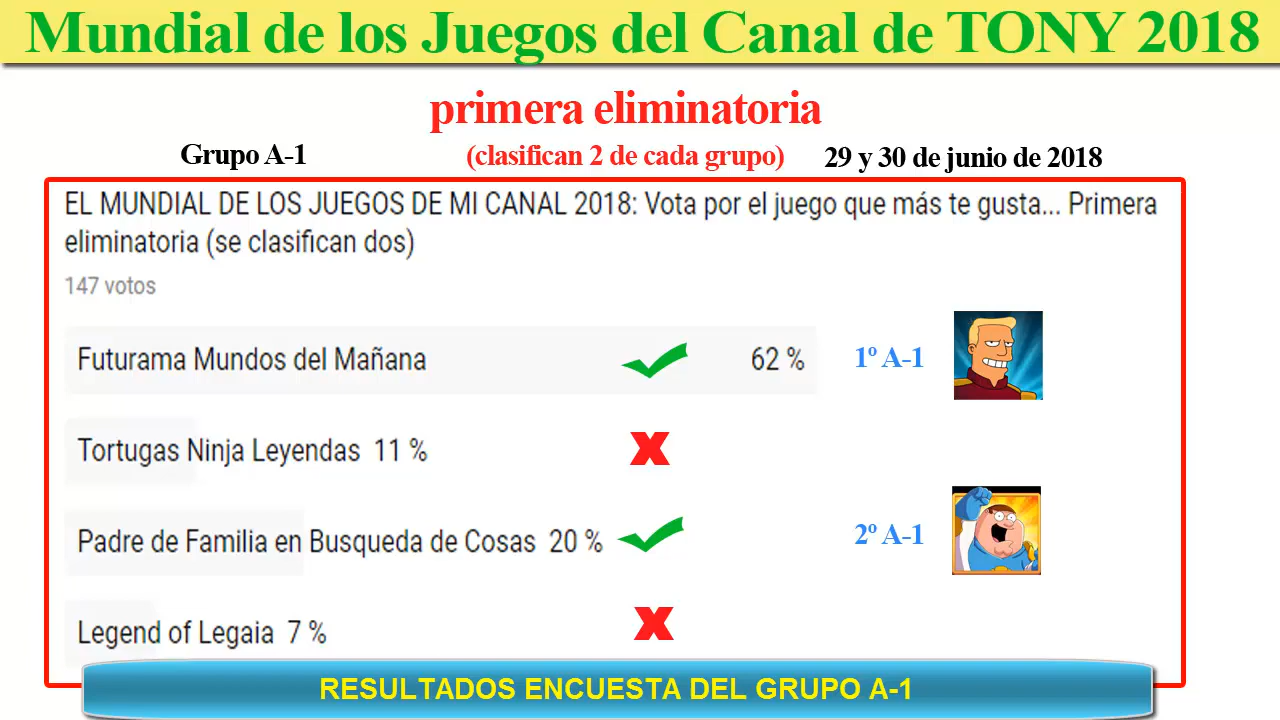 Mundial de los Juegos del Canal de TONY 2018
primera eliminatoria
Grupo A-1
(clasifican 2 de cada grupo)
29 y 30 de junio de 2018
EL MUNDIAL DE LOS JUEGOS DE MI CANAL 2018: Vota por el juego que más te gusta... Primera
eliminatoria (se clasifican dos)
147 votos
Futurama Mundos del Mañana 62 % 1º A-1
Tortugas Ninja Leyendas 11 %
Padre de Familia en Busqueda de Cosas 20 % 2º A-1
Legend of Legaia 7 %
RESULTADOS ENCUESTA DEL GRUPO A-1